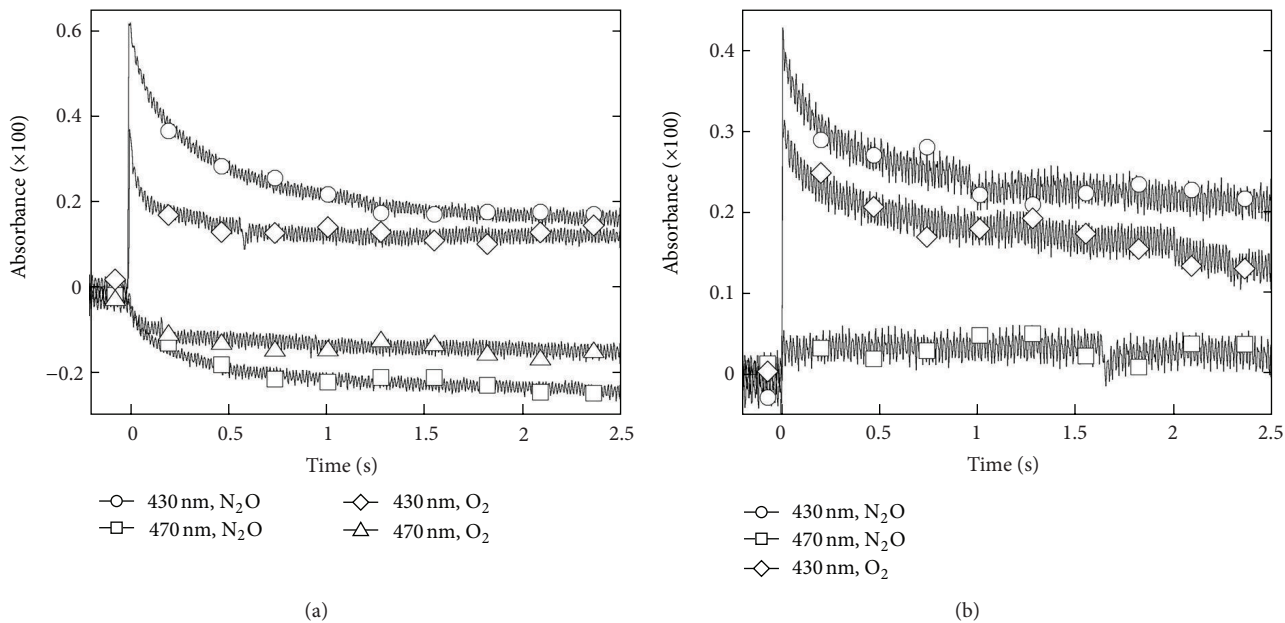 0.6
0.4
0.2
0
−0.2
Absorbance (×100)
0 0.5 1 1.5 2 2.5
Time (s)
430 nm, N₂O
470 nm, N₂O
430 nm, O₂
470 nm, O₂
(a)
0.4
0.3
0.2
0.1
0
Absorbance (×100)
0 0.5 1 1.5 2 2.5
Time (s)
430 nm, N₂O
470 nm, N₂O
430 nm, O₂
(b)